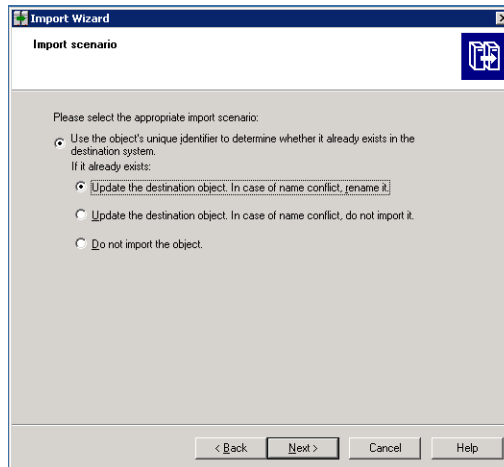 Import Wizard
Import scenario
Please select the appropriate import scenario:
Use the object's unique identifier to determine whether it already exists in the
destination system.
If it already exists:
Update the destination object. In case of name conflict, rename it.
Update the destination object. In case of name conflict, do not import it.
Do not import the object.
< Back
Next >
Cancel
Help